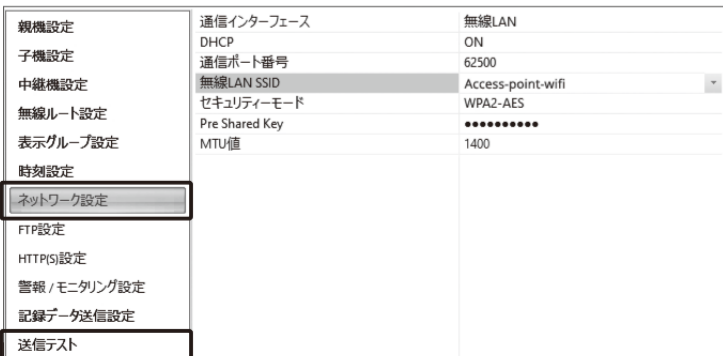 親機設定
子機設定
中継機設定
無線ルート設定
表示グループ設定
時刻設定
ネットワーク設定
FTP設定
HTTP(S)設定
警報 / モニタリング設定
記録データ送信設定
送信テスト
通信インターフェース 無線LAN
DHCP ON
通信ポート番号 62500
無線LAN SSID Access-point-wifi
セキュリティーモード WPA2-AES
Pre Shared Key ●●●●●●●●●●
MTU値 1400